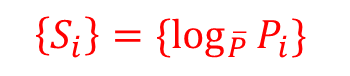 {Sᵢ} = {log_P̄ Pᵢ}